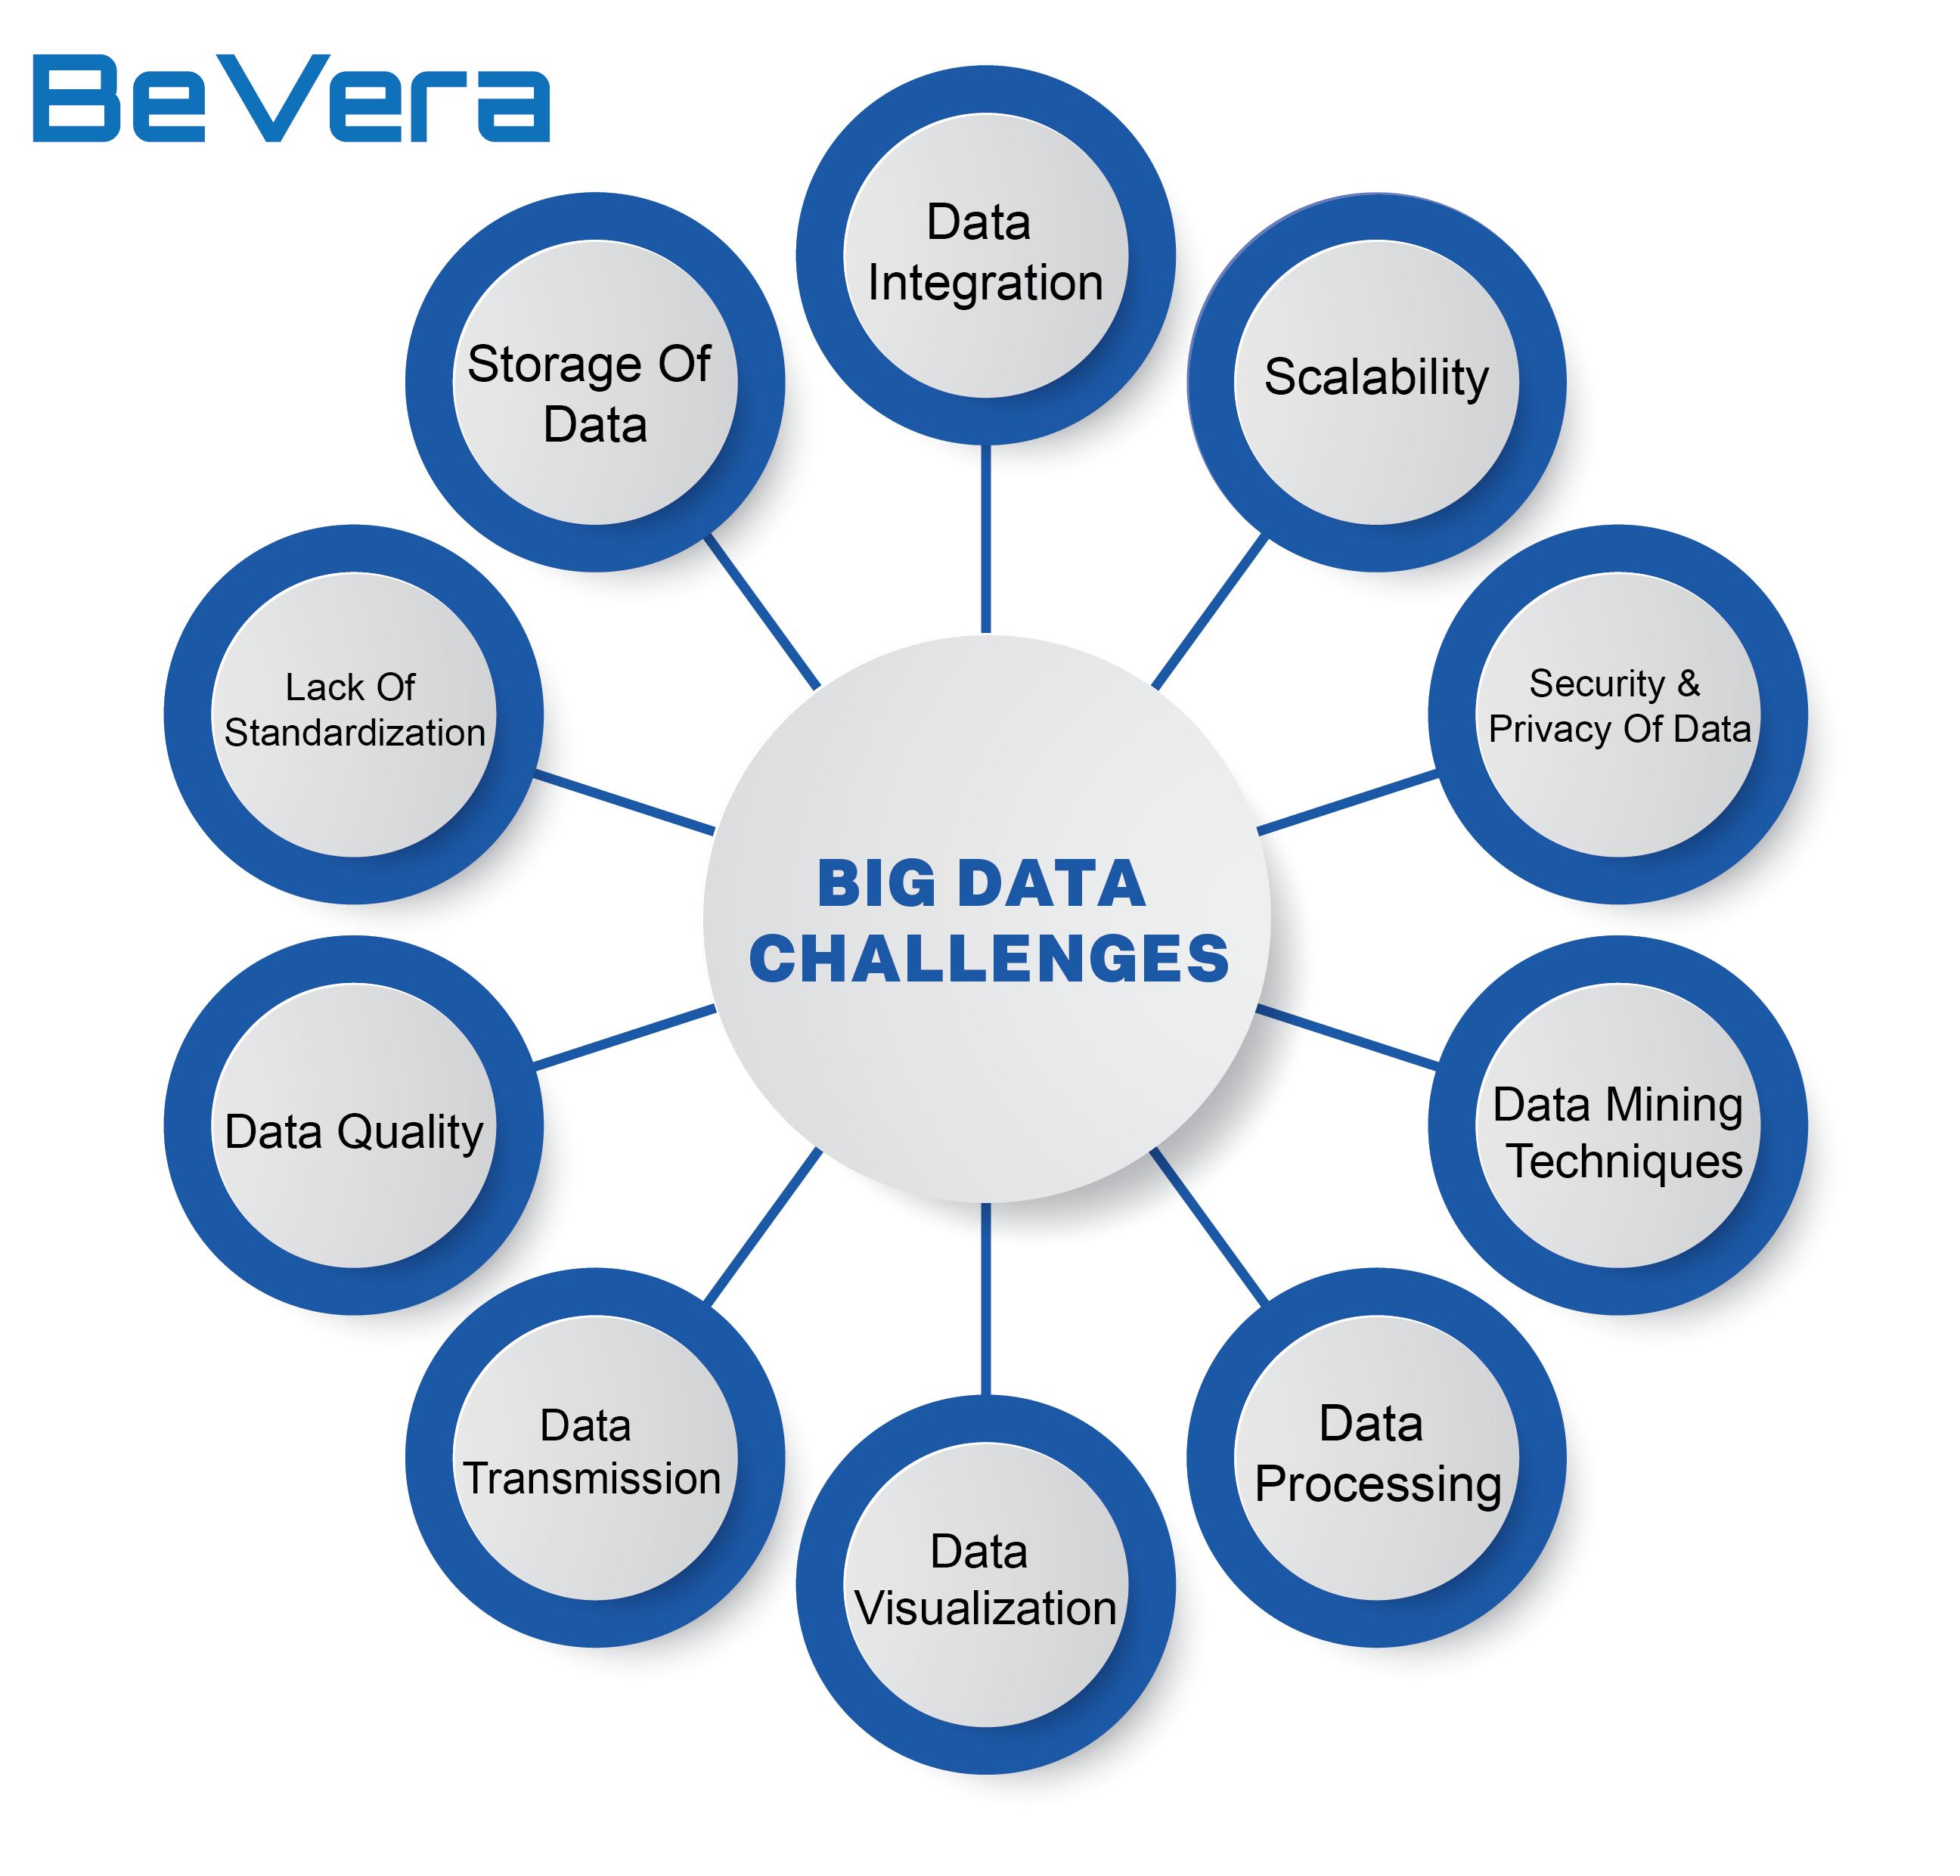 BeVera
Data
Integration
Scalability
Security &
Privacy Of Data
Data Mining
Techniques
Data
Processing
Data
Visualization
Data
Transmission
Data Quality
Lack Of
Standardization
Storage Of
Data
BIG DATA
CHALLENGES